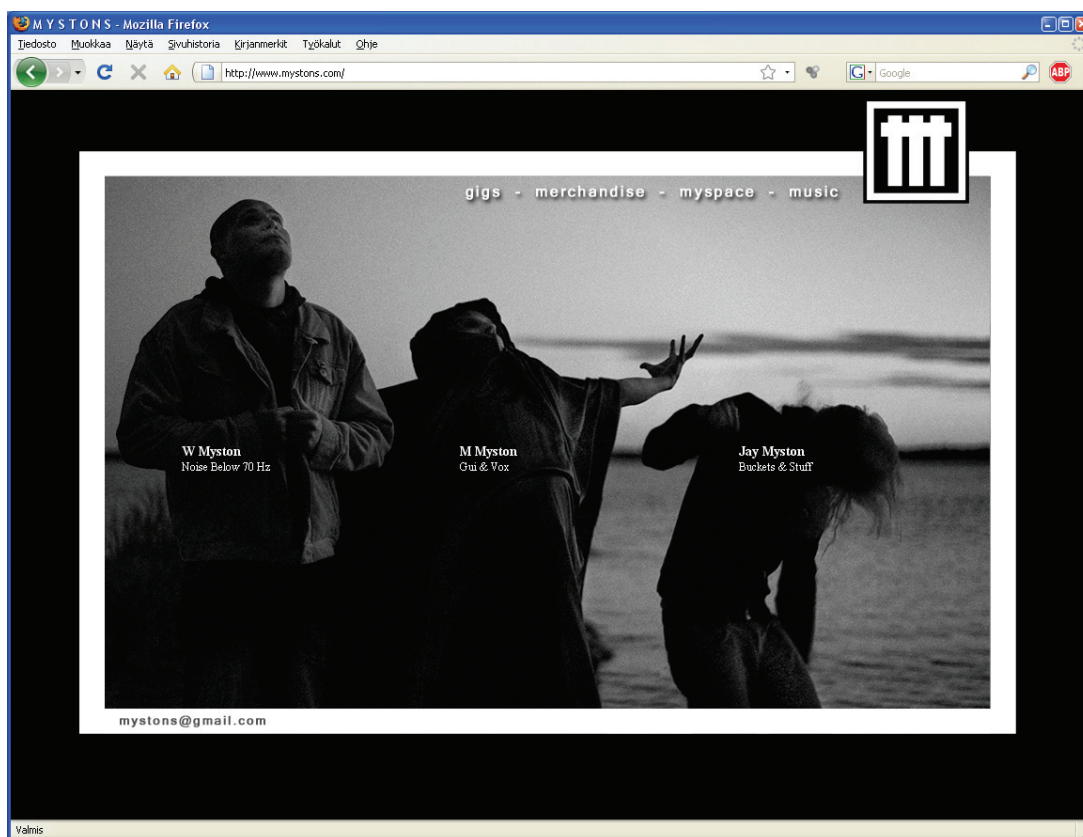 M Y S T O N S - Mozilla Firefox
Tiedosto Muokkaa Näytä Sivuhistoria Kirjanmerkit Työkalut Ohje
http://www.mystons.com/ G Google ABP
gigs - merchandise - myspace - music
W Myston M Myston Jay Myston
Noise Below 70 Hz Gui & Vox Buckets & Stuff
mystons@gmail.com
Valmis